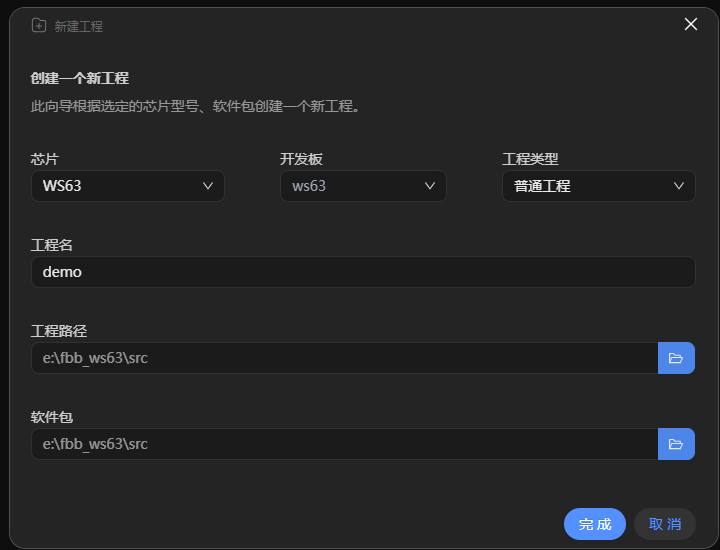 新建工程
创建一个新工程
此向导根据选定的芯片型号、软件包创建一个新工程。
芯片 开发板 工程类型
WS63 ws63 普通工程
工程名
demo
工程路径
e:\fbb_ws63\src
软件包
e:\fbb_ws63\src
完成 取消